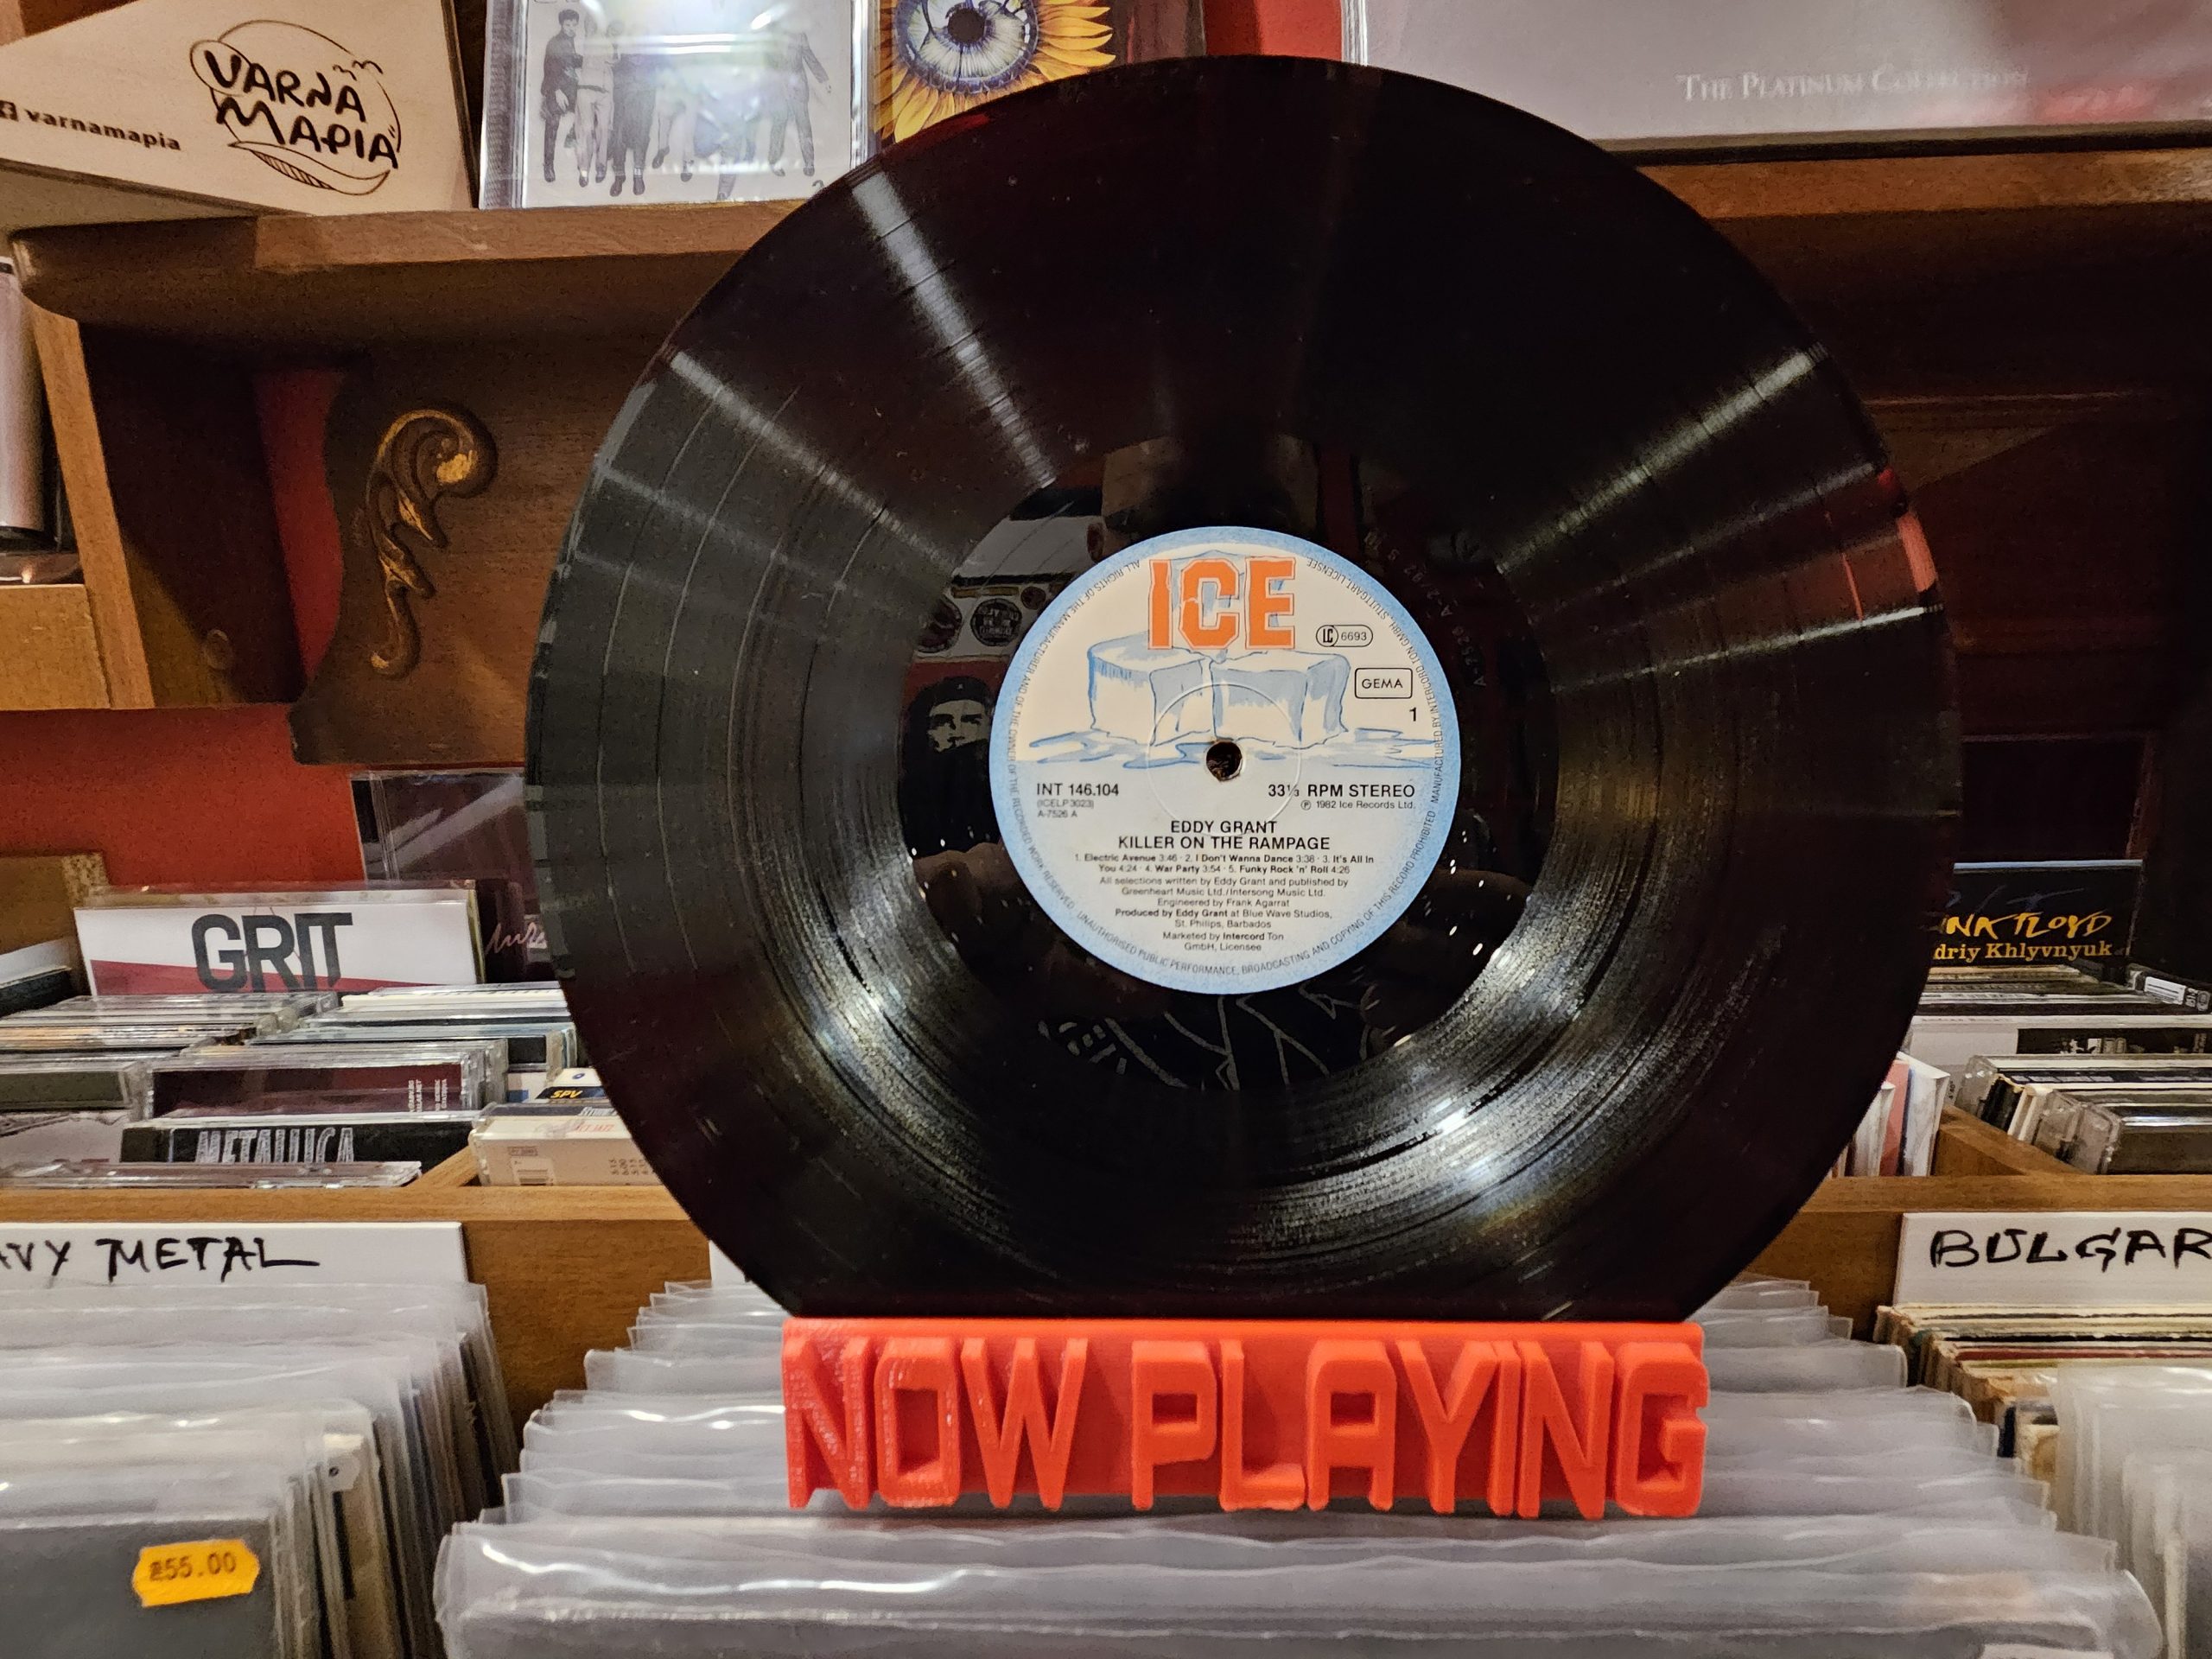 VARNA
MAPIA
varnamapia
THE PLATINUM COLLECTION
ICE
ALL RIGHTS OF THE MANUFACTURER AND OF THE OWNER OF THE RECORDED WORK RESERVED. UNAUTHORISED PUBLIC PERFORMANCE, BROADCASTING AND COPYING OF THIS RECORD PROHIBITED · MANUFACTURED BY INTERCORD TON GMBH, STUTTGART, LICENSEE
LC 6693
GEMA
1
INT 146.104
(ICELP 3023)
A-7526 A
33⅓ RPM STEREO
℗ 1982 Ice Records Ltd.
EDDY GRANT
KILLER ON THE RAMPAGE
1. Electric Avenue 3:46 · 2. I Don't Wanna Dance 3:38 · 3. It's All In
You 4:24 · 4. War Party 3:54 · 5. Funky Rock 'n' Roll 4:26
All selections written by Eddy Grant and published by
Greenheart Music Ltd./Intersong Music Ltd.
Engineered by Frank Agarrat
Produced by Eddy Grant at Blue Wave Studios,
St. Philips, Barbados
Marketed by Intercord Ton
GmbH, Licensee
GRIT
NK FLOYD
driy Khlyvnyuk
SPV
METALLICA
AVY METAL
BULGAR
NOW PLAYING
55.00